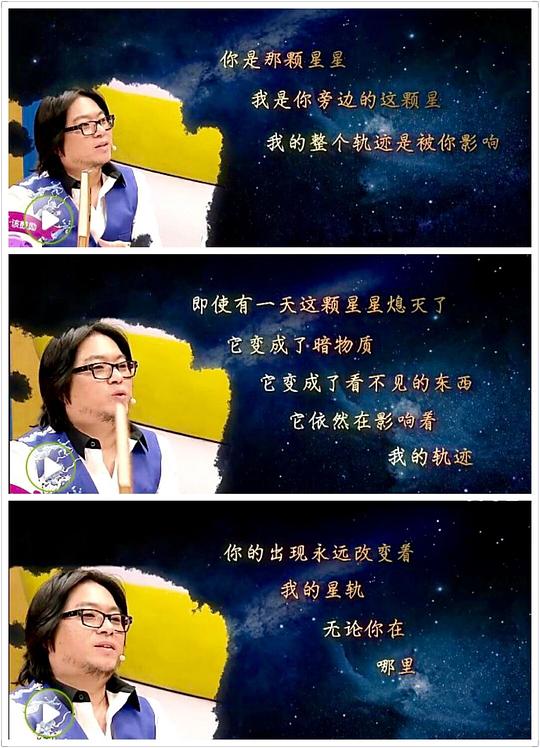 你是那颗星星
我是你旁边的这颗星
我的整个轨迹是被你影响
即使有一天这颗星星熄灭了
它变成了暗物质
它变成了看不见的东西
它依然在影响着
我的轨迹
你的出现永远改变着
我的星轨
无论你在
哪里